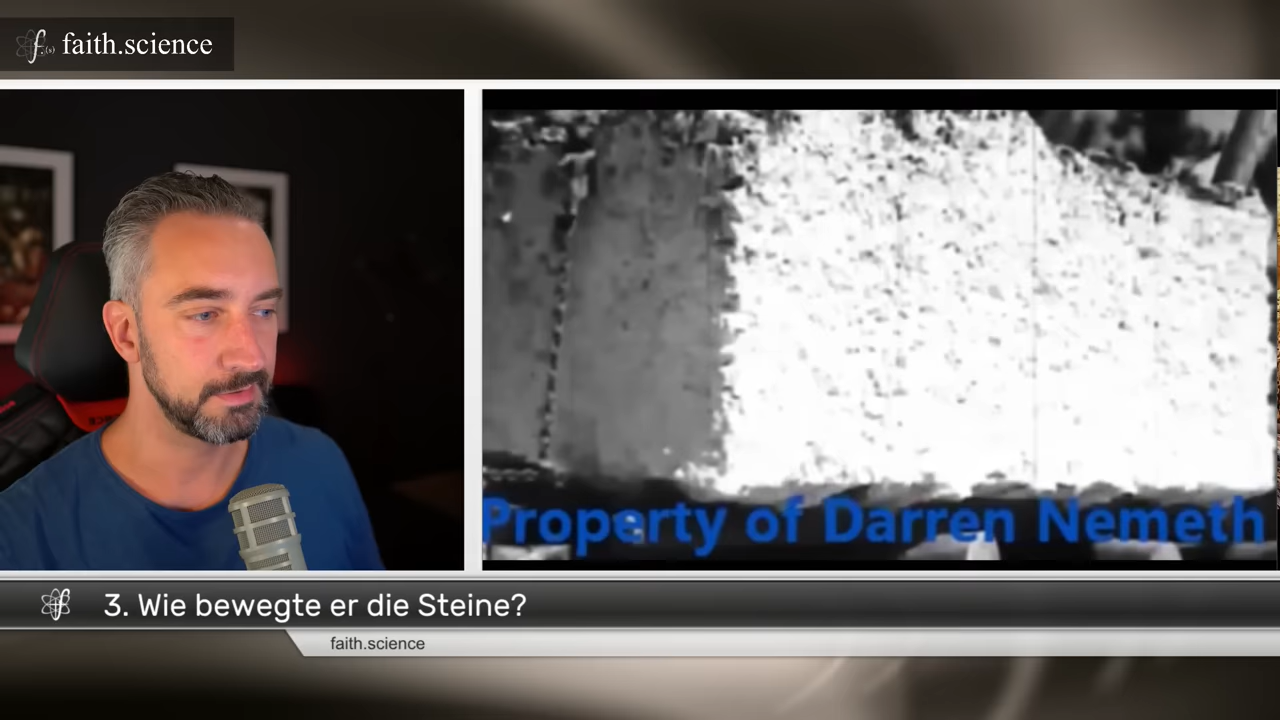 faith.science
Property of Darren Nemeth
3. Wie bewegte er die Steine?
faith.science